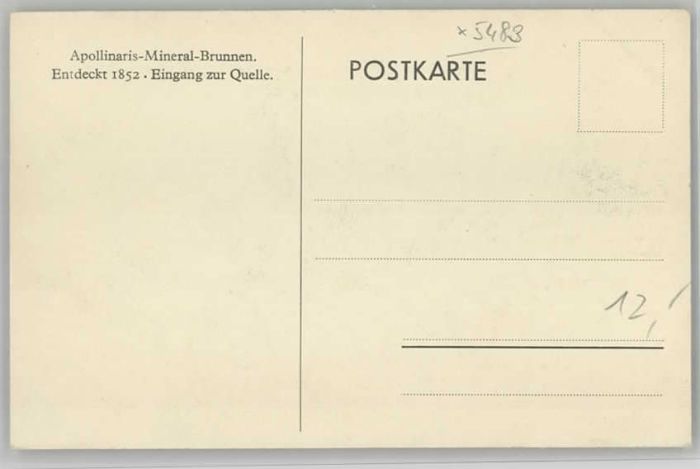 Apollinaris-Mineral-Brunnen.
Entdeckt 1852 . Eingang zur Quelle.
× 5483
POSTKARTE
12,-